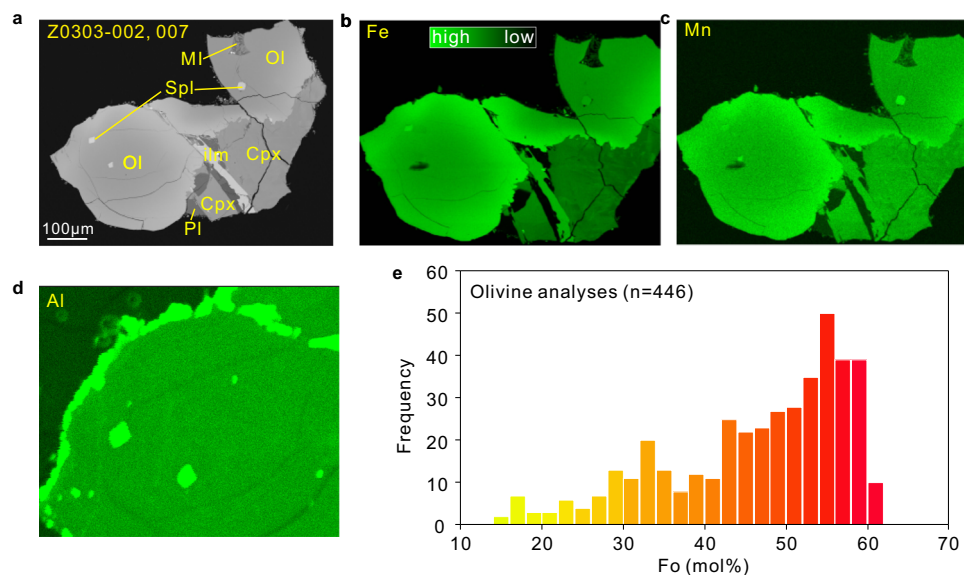 a
Z0303-002, 007
MI
Ol
Spl
Ol
ilm
Cpx
Cpx
Pl
100μm
b
Fe
high low
c
Mn
d
Al
e
Olivine analyses (n=446)
Frequency
60
50
40
30
20
10
0
10 20 30 40 50 60 70
Fo (mol%)